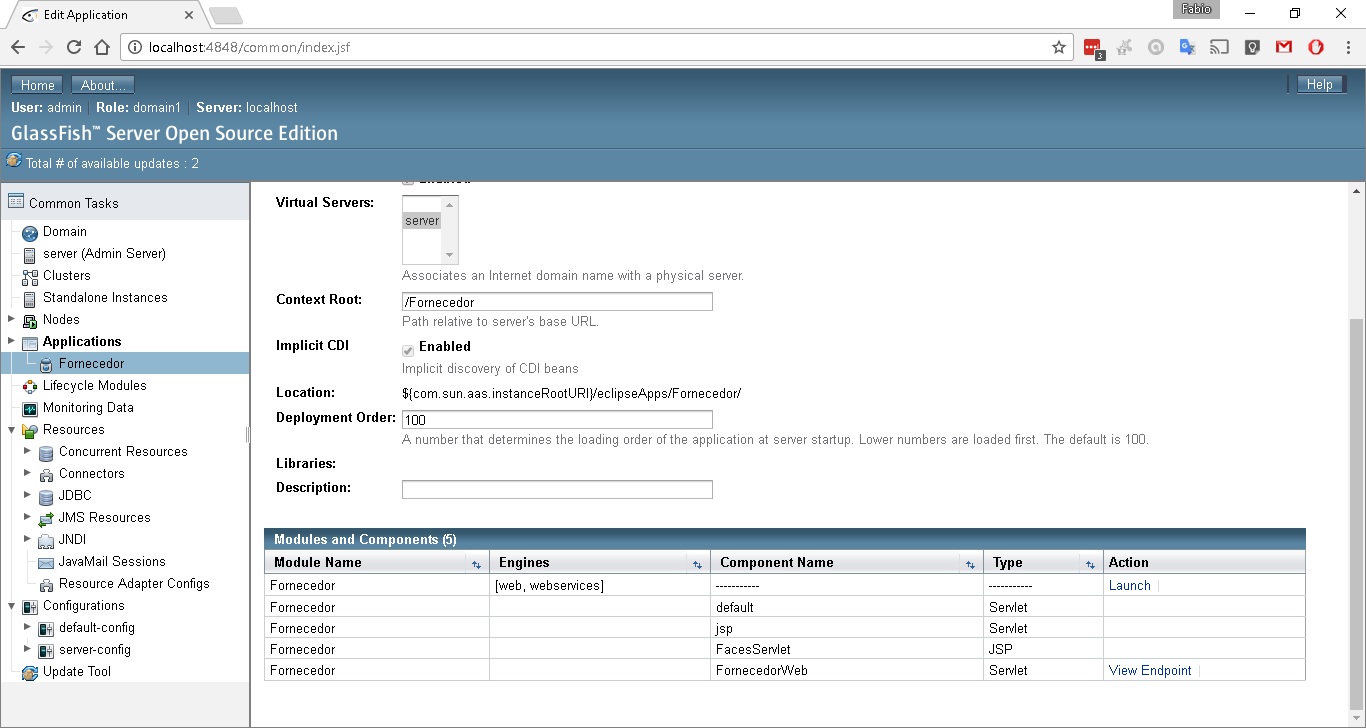 Edit Application
Fabio
localhost:4848/common/index.jsf
3
Home About... Help
User: admin Role: domain1 Server: localhost
GlassFish™ Server Open Source Edition
Total # of available updates : 2
Common Tasks
Domain
server (Admin Server)
Clusters
Standalone Instances
Nodes
Applications
Fornecedor
Lifecycle Modules
Monitoring Data
Resources
Concurrent Resources
Connectors
JDBC
JMS Resources
JNDI
JavaMail Sessions
Resource Adapter Configs
Configurations
default-config
server-config
Update Tool
Virtual Servers:
server
Associates an Internet domain name with a physical server.
Context Root: /Fornecedor
Path relative to server's base URL.
Implicit CDI Enabled
Implicit discovery of CDI beans
Location: ${com.sun.aas.instanceRootURI}/eclipseApps/Fornecedor/
Deployment Order: 100
A number that determines the loading order of the application at server startup. Lower numbers are loaded first. The default is 100.
Libraries:
Description:
Modules and Components (5)
Module Name Engines Component Name Type Action
Fornecedor [web, webservices] ----------- ----------- Launch
Fornecedor default Servlet
Fornecedor jsp Servlet
Fornecedor FacesServlet JSP
Fornecedor FornecedorWeb Servlet View Endpoint